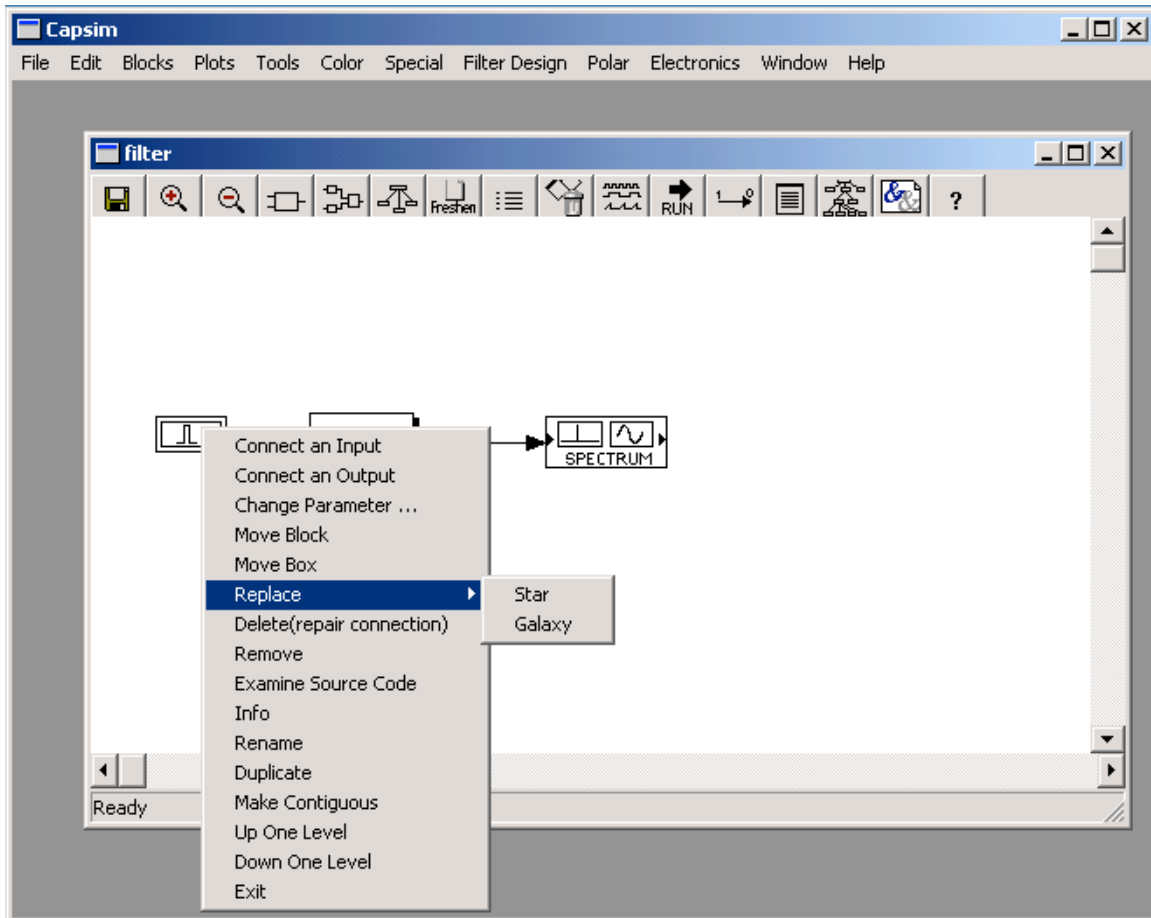 Capsim
File Edit Blocks Plots Tools Color Special Filter Design Polar Electronics Window Help
filter
Freshen RUN 1 && ?
SPECTRUM
Connect an Input
Connect an Output
Change Parameter ...
Move Block
Move Box
Replace
Star
Delete(repair connection)
Galaxy
Remove
Examine Source Code
Info
Rename
Duplicate
Make Contiguous
Up One Level
Down One Level
Exit
Ready